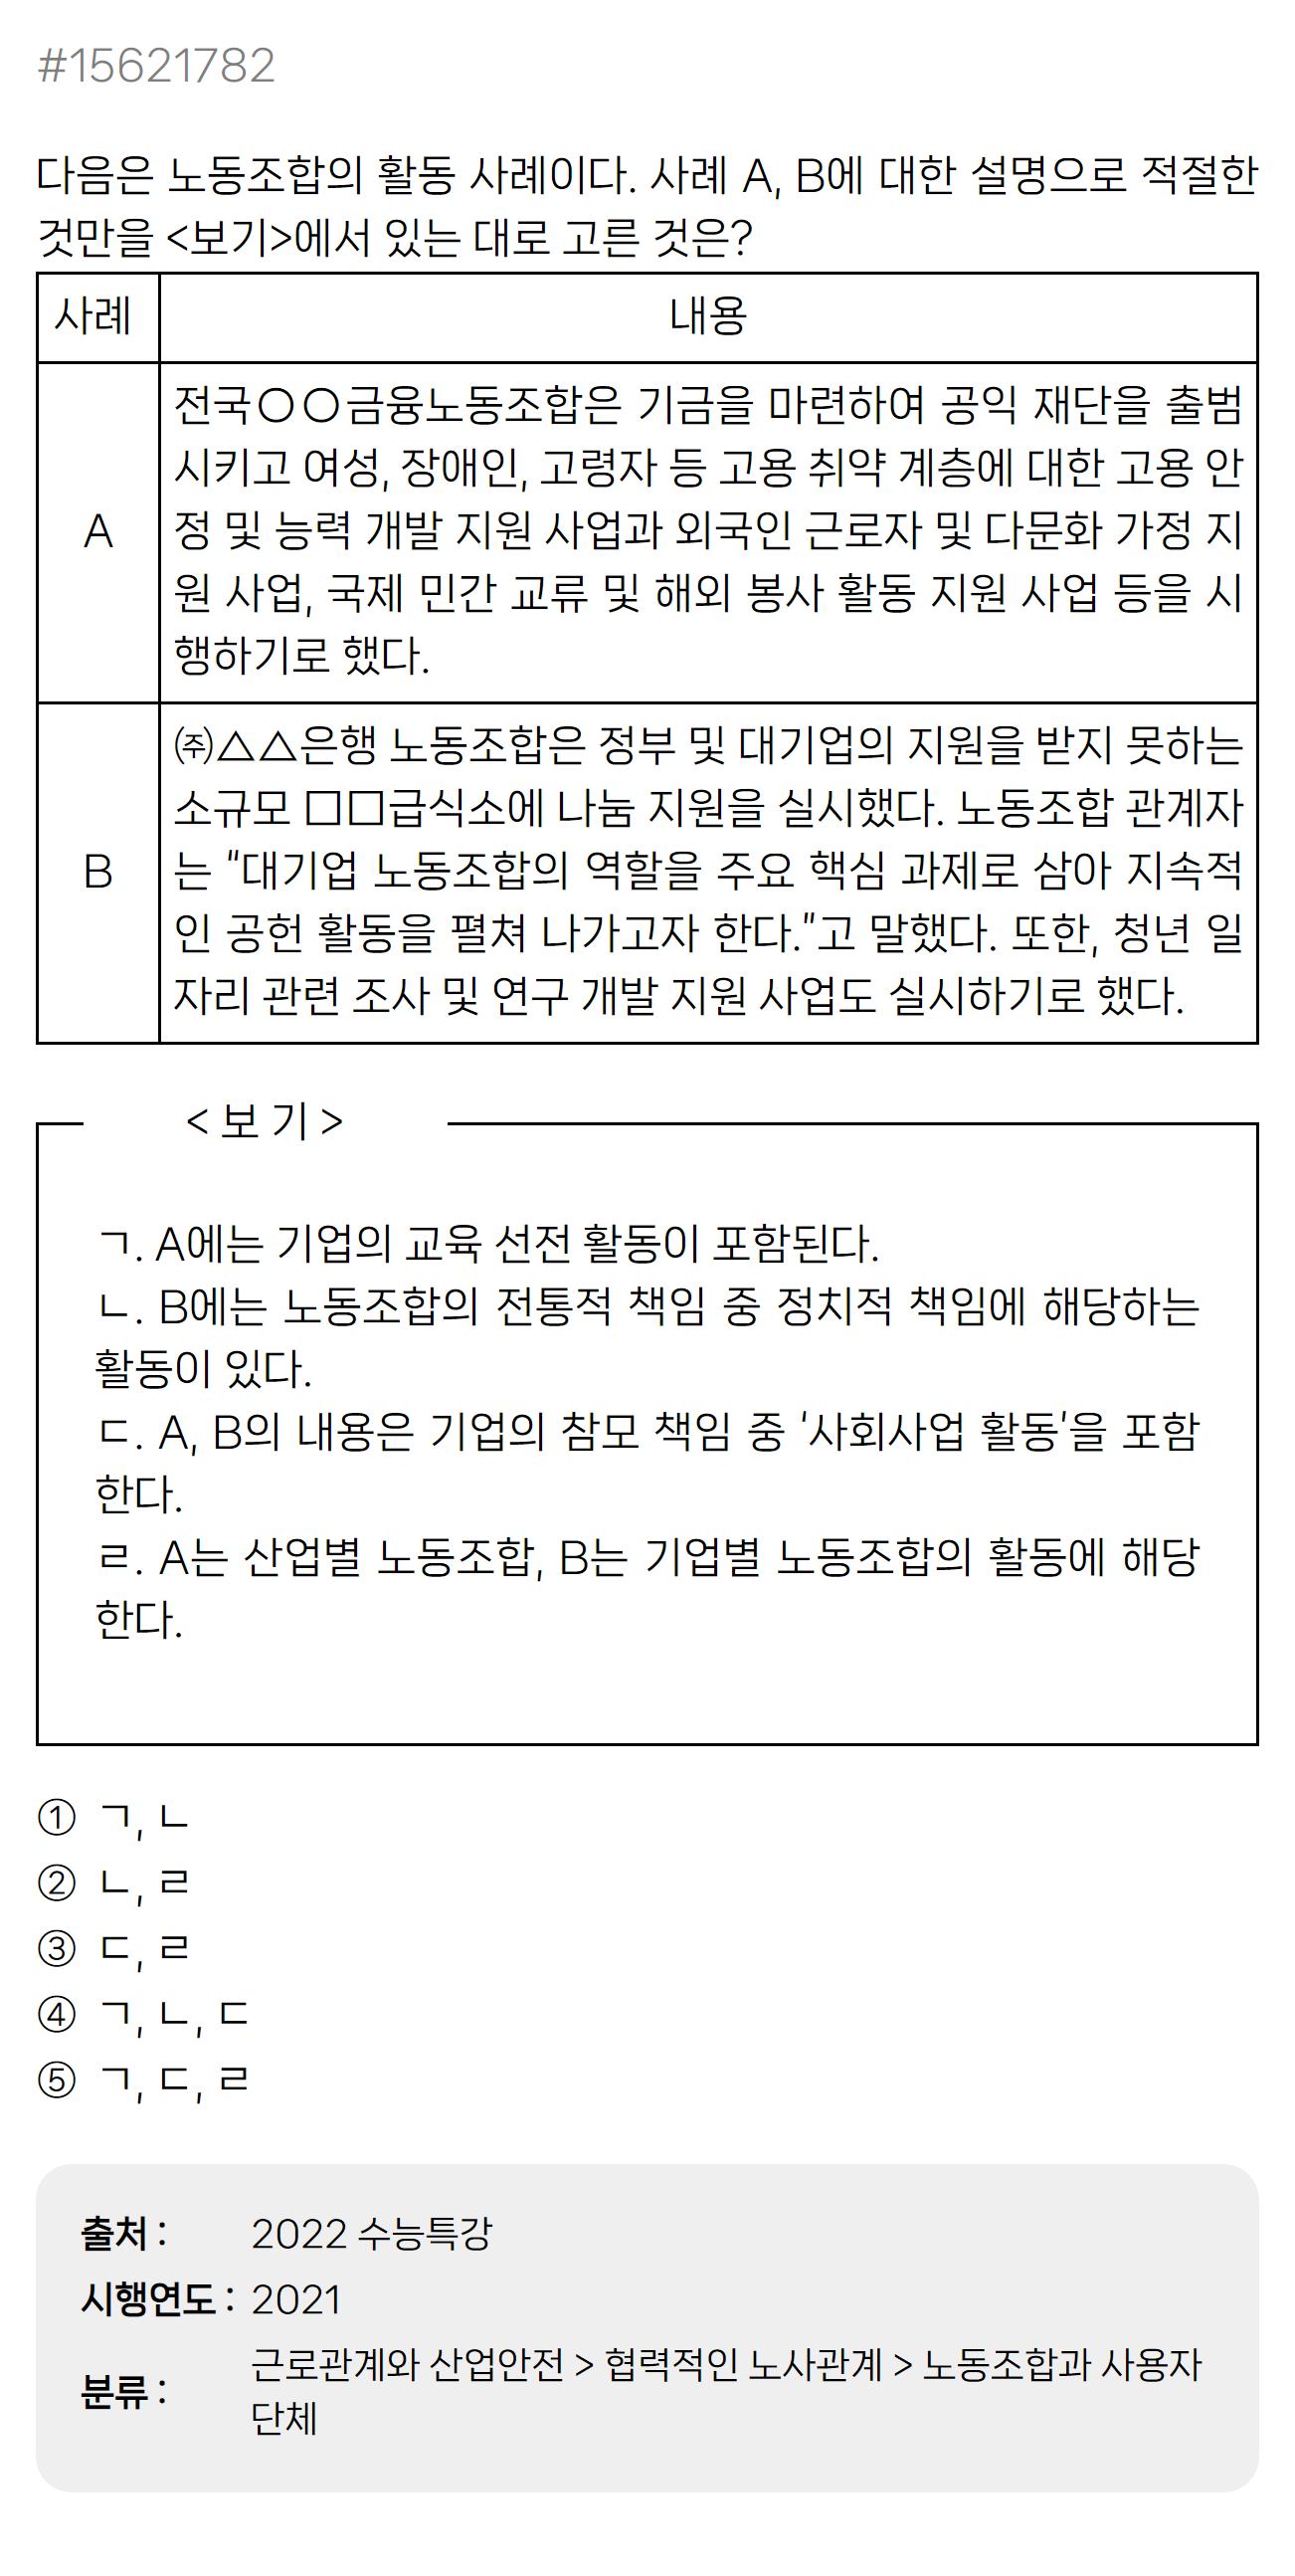 #15621782
다음은 노동조합의 활동 사례이다. 사례 A, B에 대한 설명으로 적절한
것만을 <보기>에서 있는 대로 고른 것은?
사례 내용
A
전국○○금융노동조합은 기금을 마련하여 공익 재단을 출범
시키고 여성, 장애인, 고령자 등 고용 취약 계층에 대한 고용 안
정 및 능력 개발 지원 사업과 외국인 근로자 및 다문화 가정 지
원 사업, 국제 민간 교류 및 해외 봉사 활동 지원 사업 등을 시
행하기로 했다.
B
㈜△△은행 노동조합은 정부 및 대기업의 지원을 받지 못하는
소규모 □□급식소에 나눔 지원을 실시했다. 노동조합 관계자
는 "대기업 노동조합의 역할을 주요 핵심 과제로 삼아 지속적
인 공헌 활동을 펼쳐 나가고자 한다."고 말했다. 또한, 청년 일
자리 관련 조사 및 연구 개발 지원 사업도 실시하기로 했다.
< 보 기 >
ㄱ. A에는 기업의 교육 선전 활동이 포함된다.
ㄴ. B에는 노동조합의 전통적 책임 중 정치적 책임에 해당하는
활동이 있다.
ㄷ. A, B의 내용은 기업의 참모 책임 중 '사회사업 활동'을 포함
한다.
ㄹ. A는 산업별 노동조합, B는 기업별 노동조합의 활동에 해당
한다.
① ㄱ, ㄴ
② ㄴ, ㄹ
③ ㄷ, ㄹ
④ ㄱ, ㄴ, ㄷ
⑤ ㄱ, ㄷ, ㄹ
출처 : 2022 수능특강
시행연도 : 2021
분류 : 근로관계와 산업안전 > 협력적인 노사관계 > 노동조합과 사용자
단체